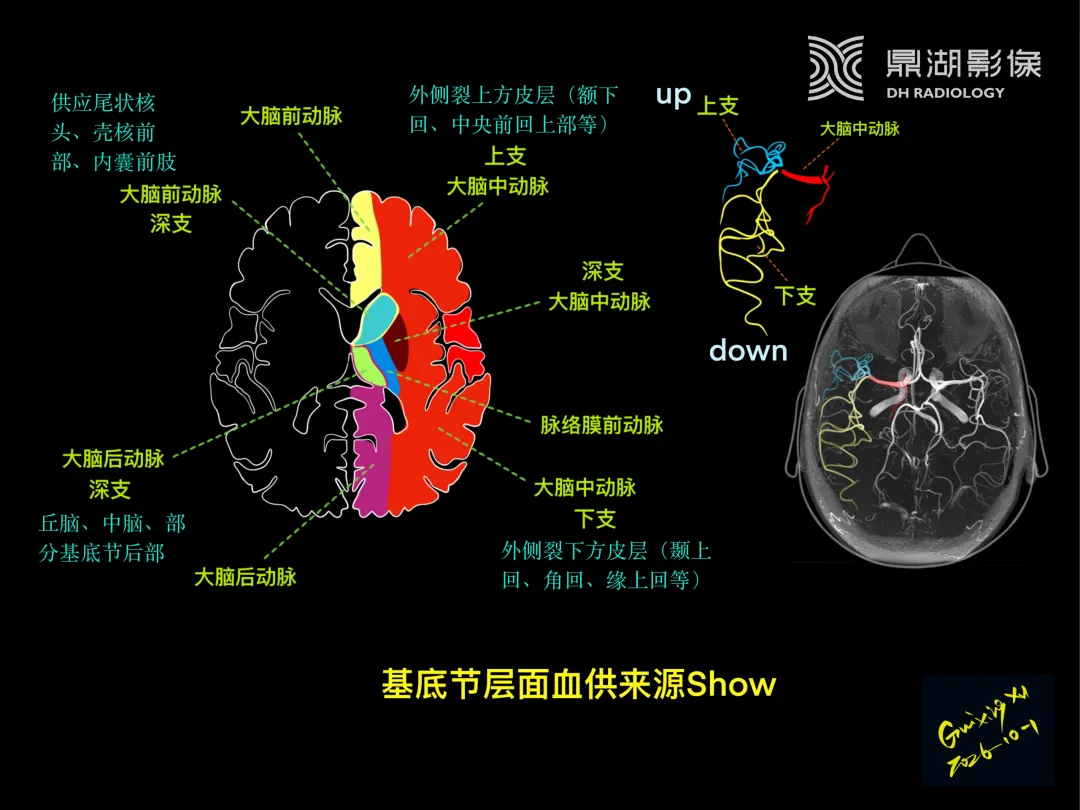 鼎湖影像
DH RADIOLOGY
供应尾状核
头、壳核前
部、内囊前肢
大脑前动脉
深支
大脑前动脉
外侧裂上方皮层（额下
回、中央前回上部等）
上支
大脑中动脉
up
上支
大脑中动脉
下支
down
深支
大脑中动脉
脉络膜前动脉
大脑中动脉
下支
外侧裂下方皮层（颞上
回、角回、缘上回等）
大脑后动脉
深支
丘脑、中脑、部
分基底节后部
大脑后动脉
基底节层面血供来源Show
Guixing Xu
2026-10-1